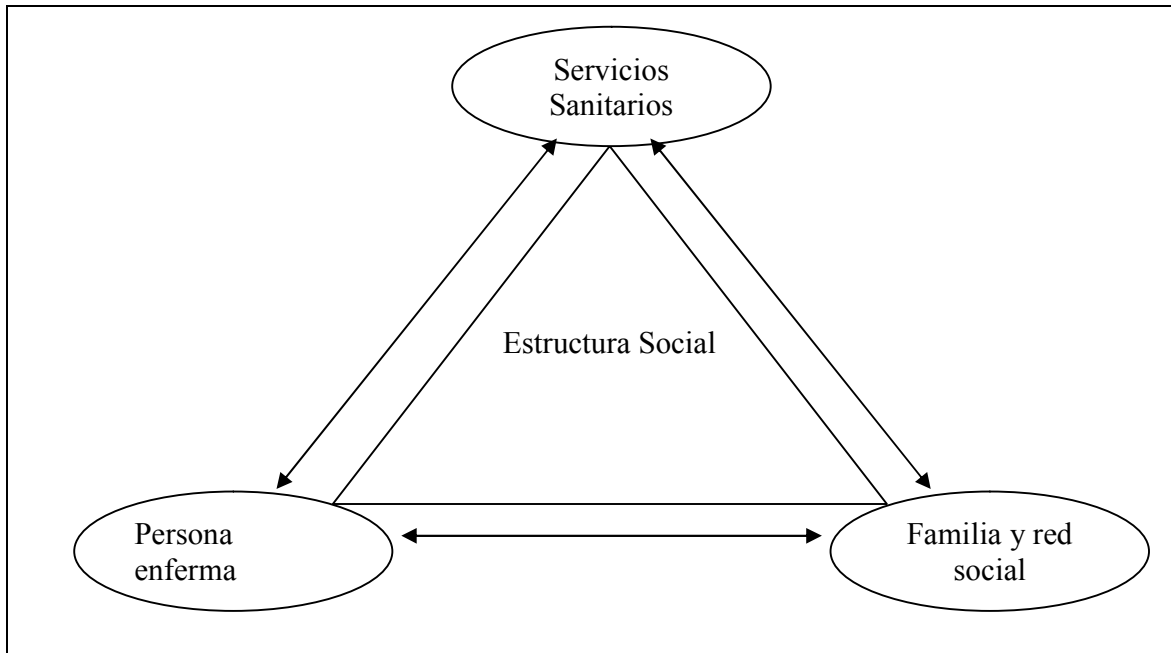 Servicios
Sanitarios
Estructura Social
Persona
enferma
Familia y red
social